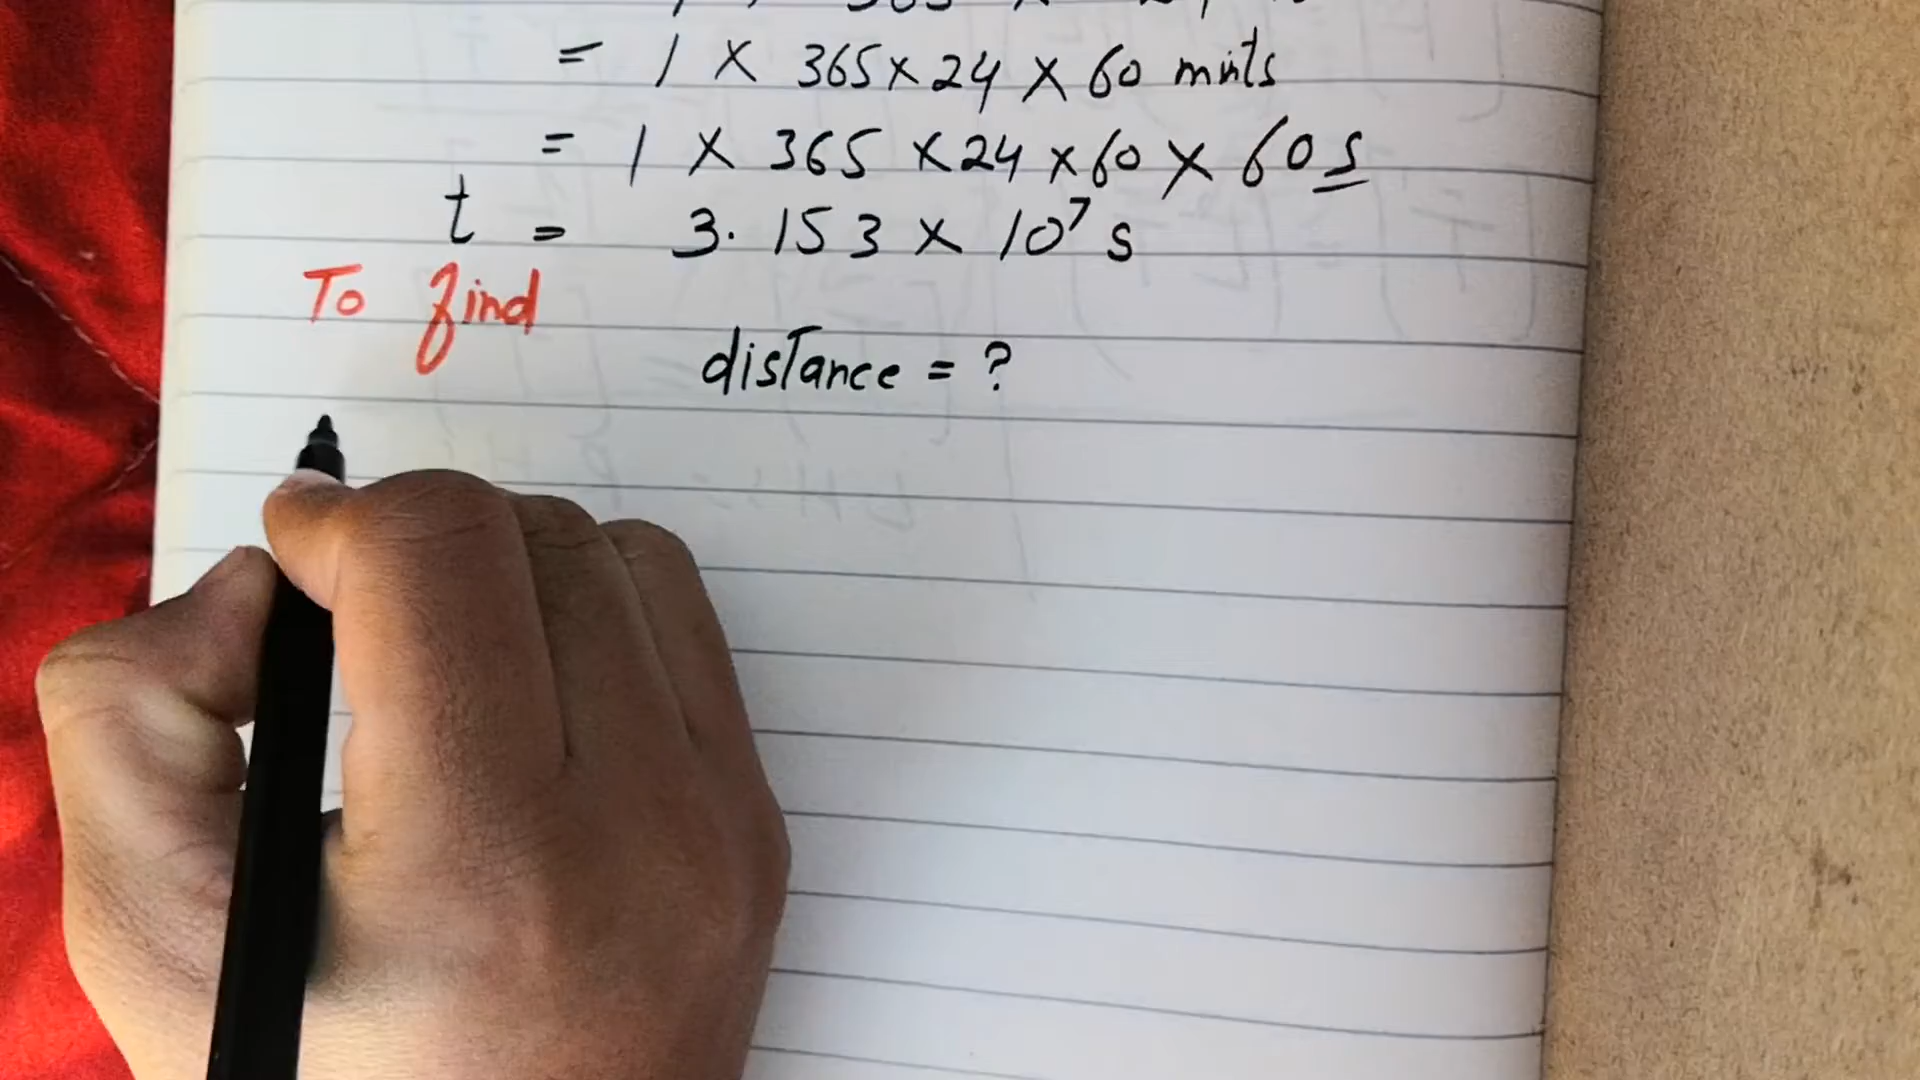 = 1 × 365 × 24 × 60 mints
= 1 × 365 × 24 × 60 × 60 s
t = 3.153 × 10⁷ s
To find
distance = ?